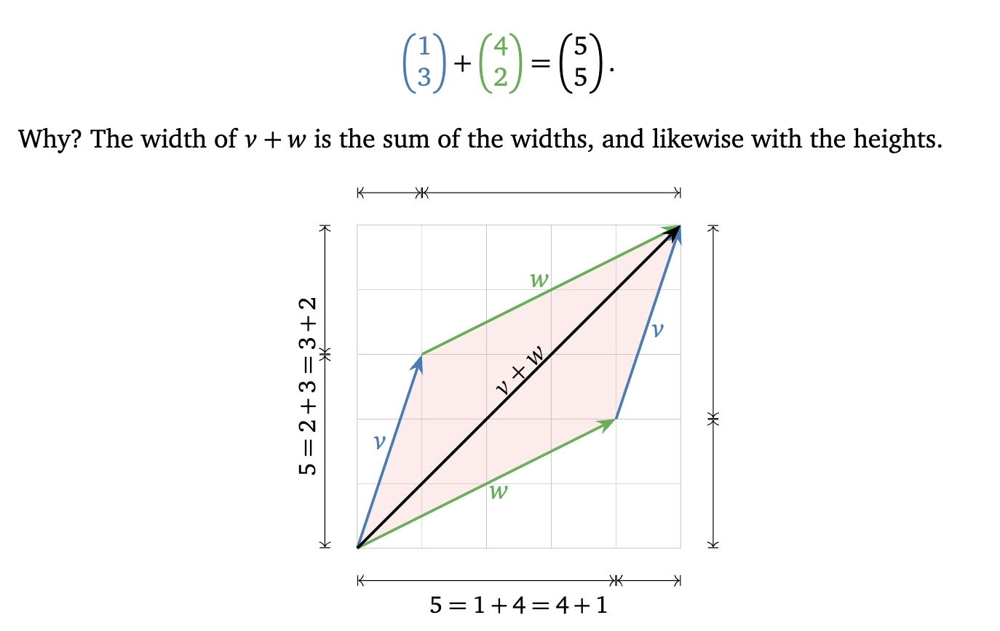 (1 3) + (4 2) = (5 5).
Why? The width of v + w is the sum of the widths, and likewise with the heights.
w
v
v + w
v
w
5 = 2 + 3 = 3 + 2
5 = 1 + 4 = 4 + 1